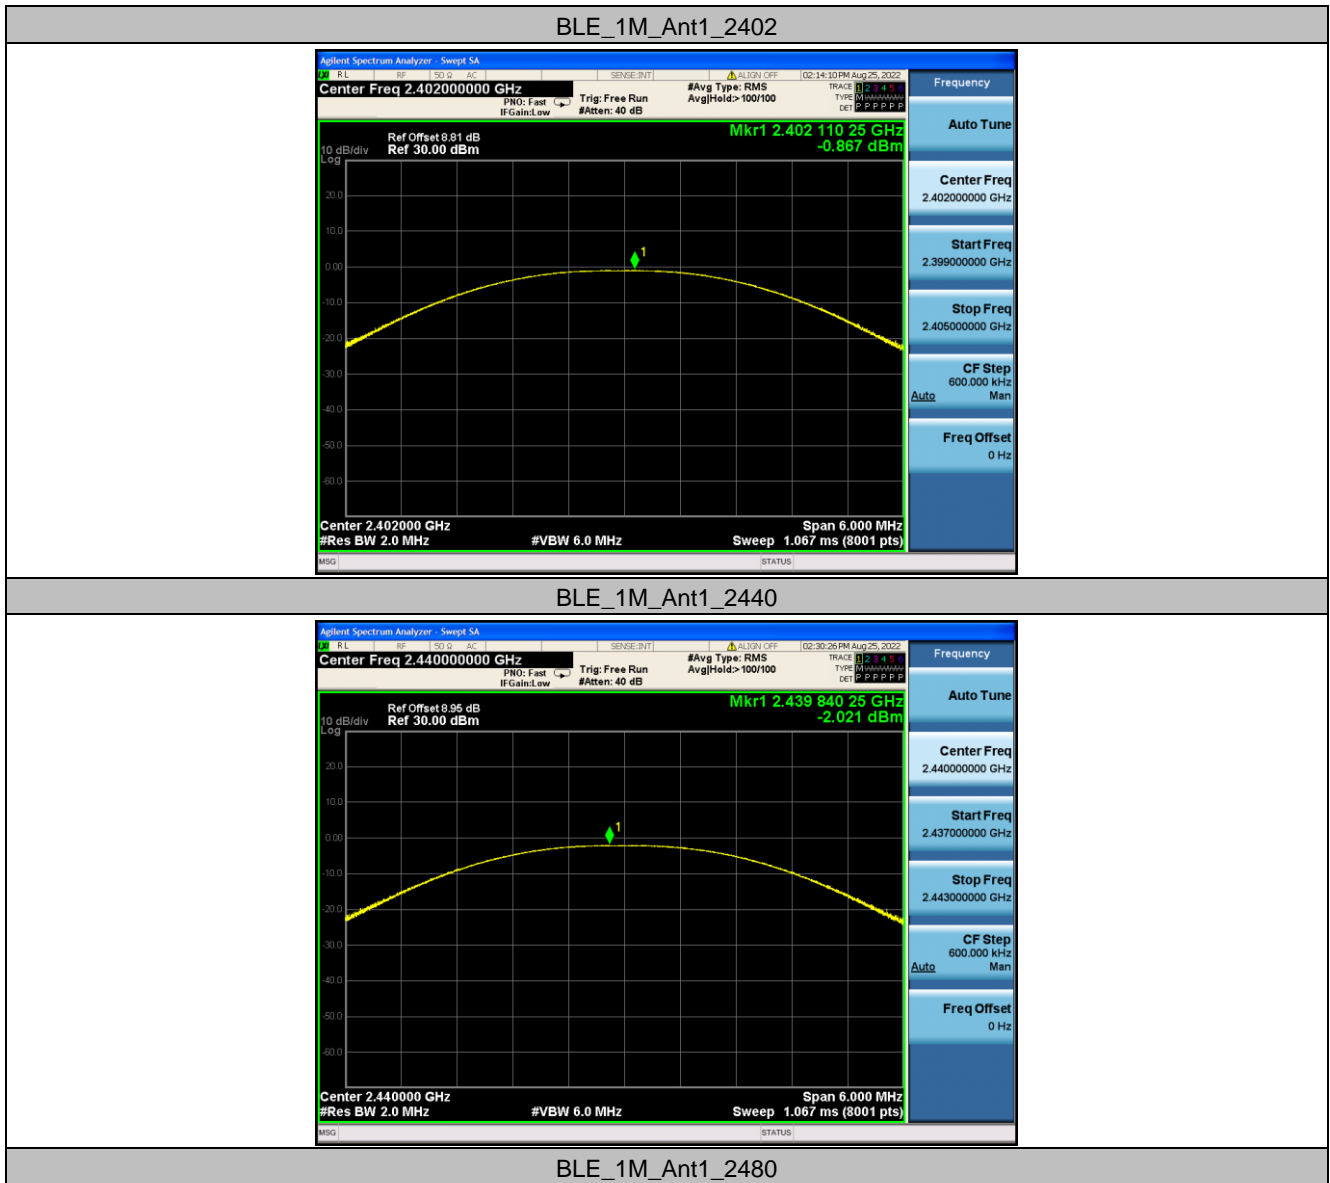 BLE_1M_Ant1_2402
Agilent Spectrum Analyzer - Swept SA
RL RF 50 Ω AC SENSE:INT ALIGN OFF 02:14:10 PM Aug 25, 2022
Center Freq 2.402000000 GHz
PNO: Fast
IFGain:Low
Trig: Free Run
#Atten: 40 dB
#Avg Type: RMS
Avg|Hold:> 100/100
TRACE 1 2 3 4 5 6
TYPE M
DET P P P P P P
Ref Offset 8.81 dB
Ref 30.00 dBm
10 dB/div
Log
Mkr1 2.402 110 25 GHz
-0.867 dBm
20.0
10.0
1
0.00
-10.0
-20.0
-30.0
-40.0
-50.0
-60.0
Center 2.402000 GHz
Span 6.000 MHz
#Res BW 2.0 MHz
#VBW 6.0 MHz
Sweep 1.067 ms (8001 pts)
MSG
STATUS
Frequency
Auto Tune
Center Freq
2.402000000 GHz
Start Freq
2.399000000 GHz
Stop Freq
2.405000000 GHz
CF Step
600.000 kHz
Auto Man
Freq Offset
0 Hz
BLE_1M_Ant1_2440
Agilent Spectrum Analyzer - Swept SA
RL RF 50 Ω AC SENSE:INT ALIGN OFF 02:30:26 PM Aug 25, 2022
Center Freq 2.440000000 GHz
PNO: Fast
IFGain:Low
Trig: Free Run
#Atten: 40 dB
#Avg Type: RMS
Avg|Hold:> 100/100
TRACE 1 2 3 4 5 6
TYPE M
DET P P P P P P
Ref Offset 8.95 dB
Ref 30.00 dBm
10 dB/div
Log
Mkr1 2.439 840 25 GHz
-2.021 dBm
20.0
10.0
1
0.00
-10.0
-20.0
-30.0
-40.0
-50.0
-60.0
Center 2.440000 GHz
Span 6.000 MHz
#Res BW 2.0 MHz
#VBW 6.0 MHz
Sweep 1.067 ms (8001 pts)
MSG
STATUS
Frequency
Auto Tune
Center Freq
2.440000000 GHz
Start Freq
2.437000000 GHz
Stop Freq
2.443000000 GHz
CF Step
600.000 kHz
Auto Man
Freq Offset
0 Hz
BLE_1M_Ant1_2480